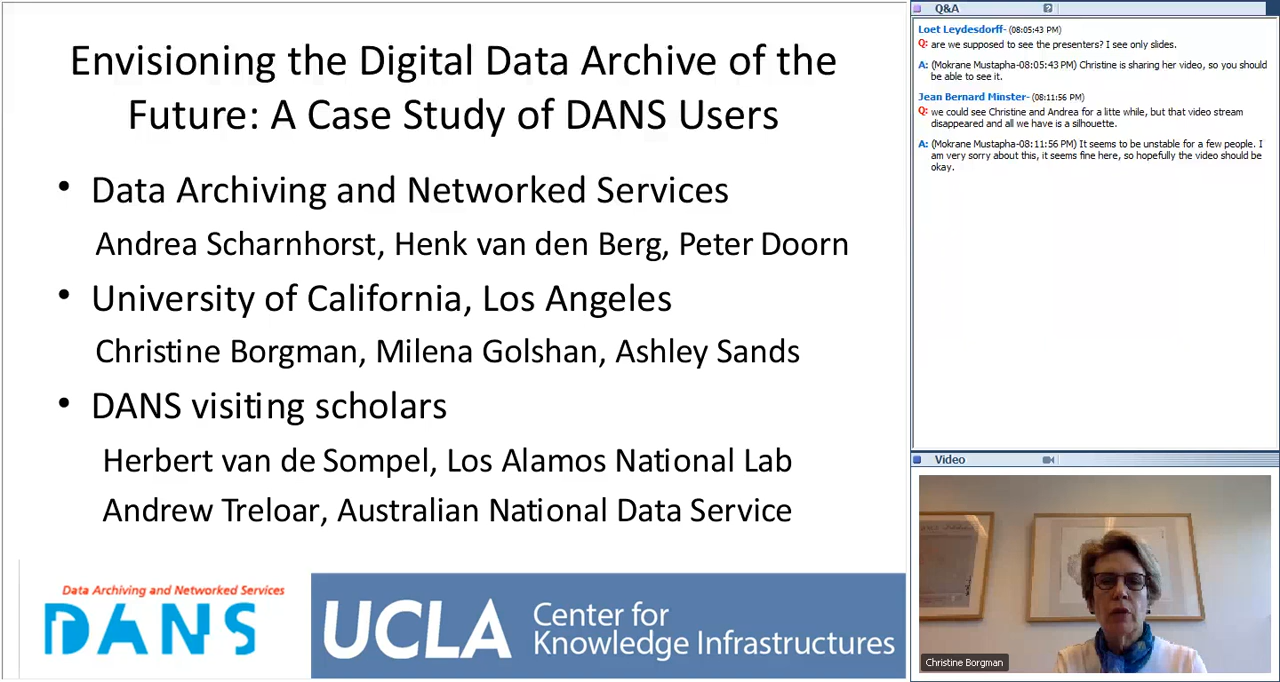 Envisioning the Digital Data Archive of the
Future: A Case Study of DANS Users
• Data Archiving and Networked Services
Andrea Scharnhorst, Henk van den Berg, Peter Doorn
• University of California, Los Angeles
Christine Borgman, Milena Golshan, Ashley Sands
• DANS visiting scholars
Herbert van de Sompel, Los Alamos National Lab
Andrew Treloar, Australian National Data Service
Data Archiving and Networked Services
DANS
UCLA
Center for
Knowledge Infrastructures
Q&A
?
Loet Leydesdorff- (08:05:43 PM)
Q: are we supposed to see the presenters? I see only slides.
A: (Mokrane Mustapha-08:05:43 PM) Christine is sharing her video, so you should
be able to see it.
Jean Bernard Minster- (08:11:56 PM)
Q: we could see Christine and Andrea for a litte while, but that video stream
disappeared and all we have is a silhouette.
A: (Mokrane Mustapha-08:11:56 PM) It seems to be unstable for a few people. I
am very sorry about this, it seems fine here, so hopefully the video should be
okay.
Video
Christine Borgman